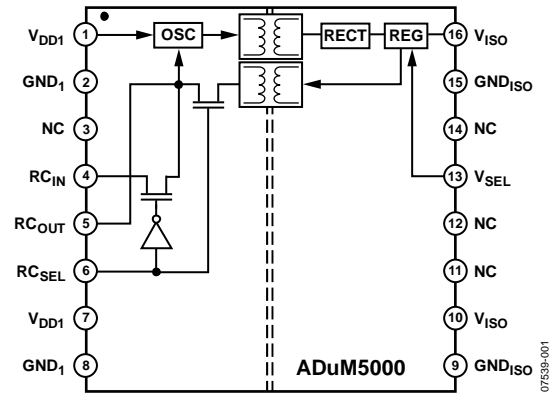 V_DD1 1 OSC RECT REG 16 V_ISO
GND_1 2 15 GND_ISO
NC 3 14 NC
RC_IN 4 13 V_SEL
RC_OUT 5 12 NC
RC_SEL 6 11 NC
V_DD1 7 10 V_ISO
GND_1 8 ADuM5000 9 GND_ISO
07539-001